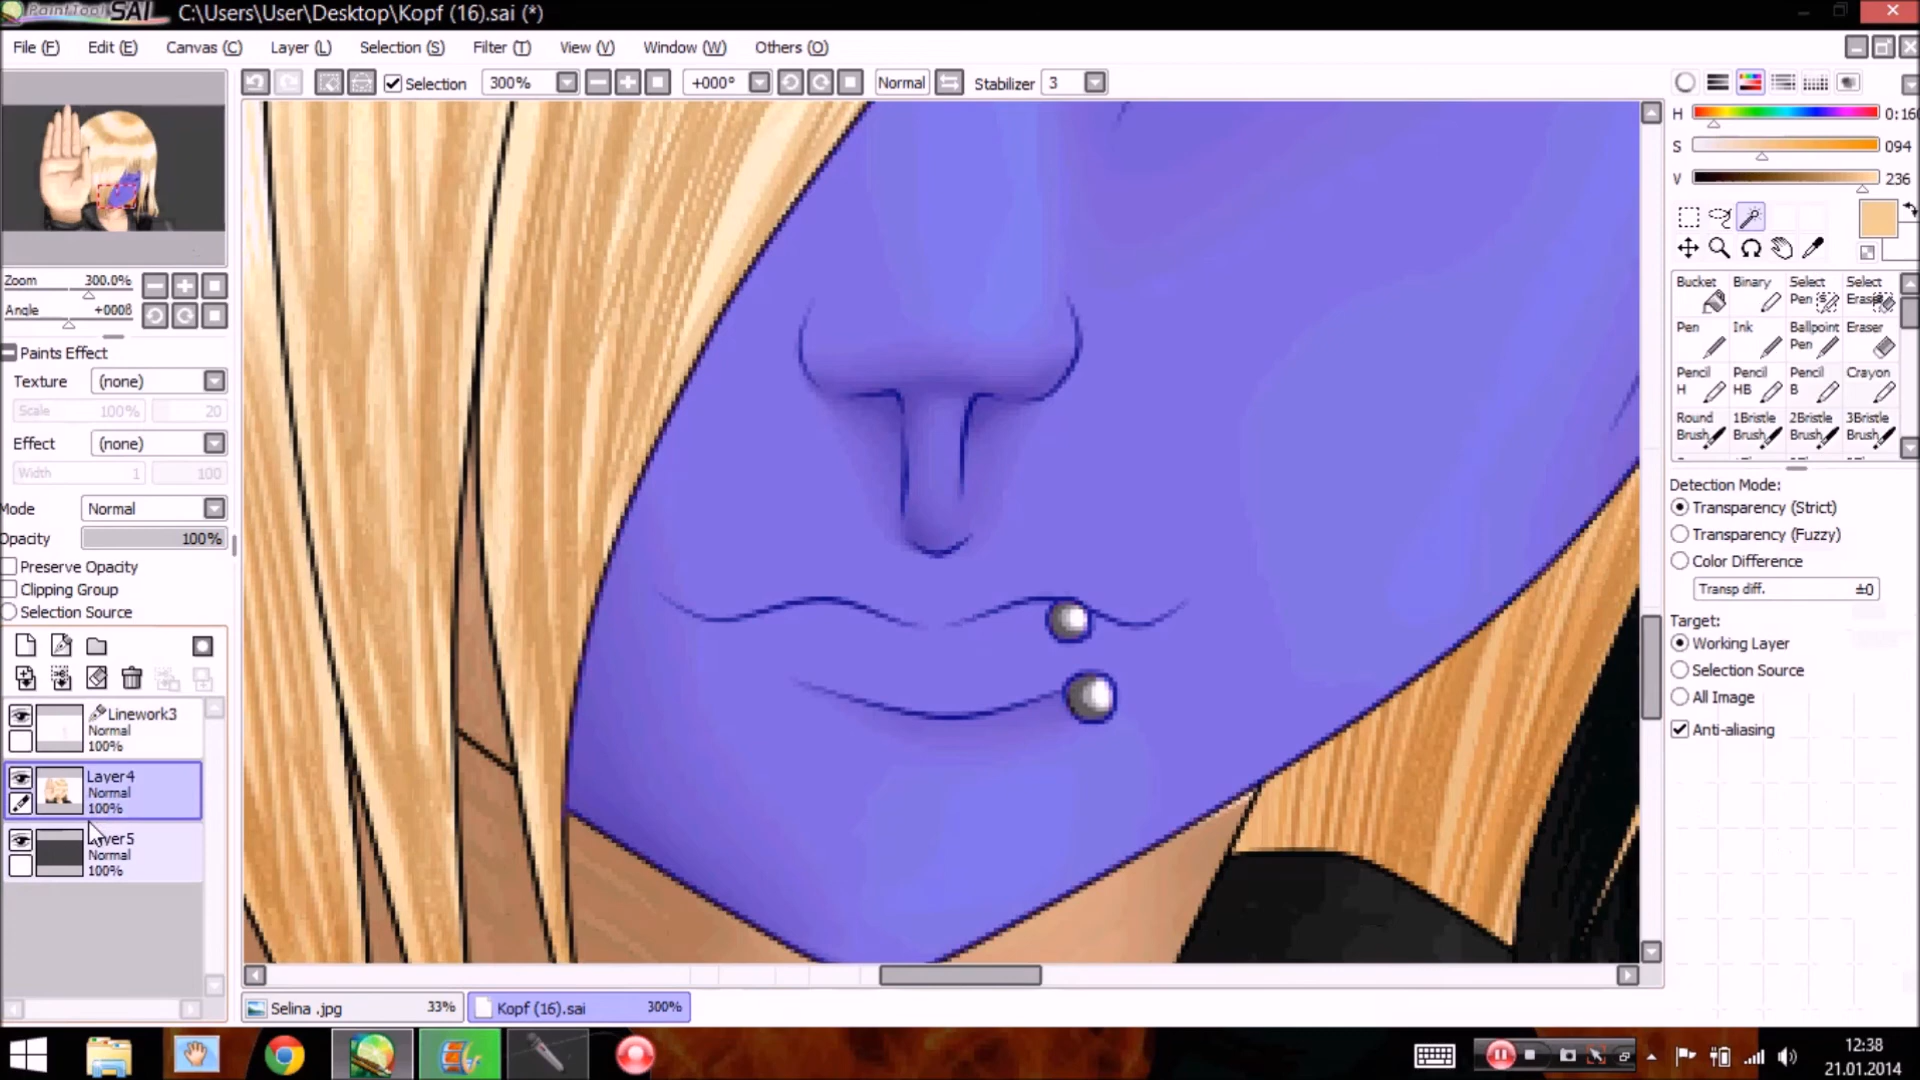 PaintTool SAI C:\Users\User\Desktop\Kopf (16).sai (*)
File (F) Edit (E) Canvas (C) Layer (L) Selection (S) Filter (T) View (V) Window (W) Others (O)
Selection 300% +000° Normal Stabilizer 3
H 0:160
S 094
V 236
Zoom 300.0%
Angle +000ß
Paints Effect
Texture (none)
Scale 100% 20
Effect (none)
Width 1 100
Mode Normal
Opacity 100%
Preserve Opacity
Clipping Group
Selection Source
Linework3
Normal
100%
Layer4
Normal
100%
ayer5
Normal
100%
Bucket Binary Select Pen Select Eras
Pen Ink Ballpoint Pen Eraser
Pencil H Pencil HB Pencil B Crayon
Round Brush 1Bristle Brush 2Bristle Brush 3Bristle Brush
Detection Mode:
Transparency (Strict)
Transparency (Fuzzy)
Color Difference
Transp diff. ±0
Target:
Working Layer
Selection Source
All Image
Anti-aliasing
Selina .jpg 33% Kopf (16).sai 300%
12:38
21.01.2014